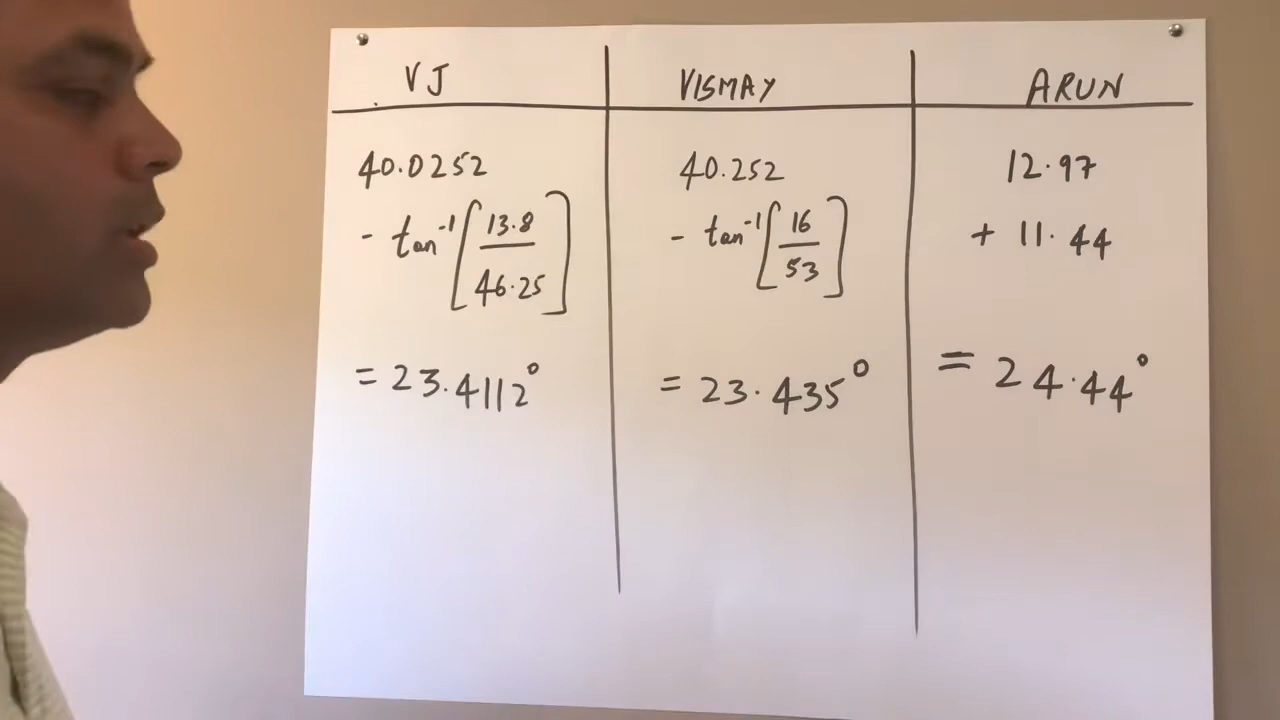 VJ
40.0252
- tan⁻¹[13.8/46.25]
= 23.4112°
VISMAY
40.252
- tan⁻¹[16/53]
= 23.435°
ARUN
12.97
+ 11.44
= 24.44°